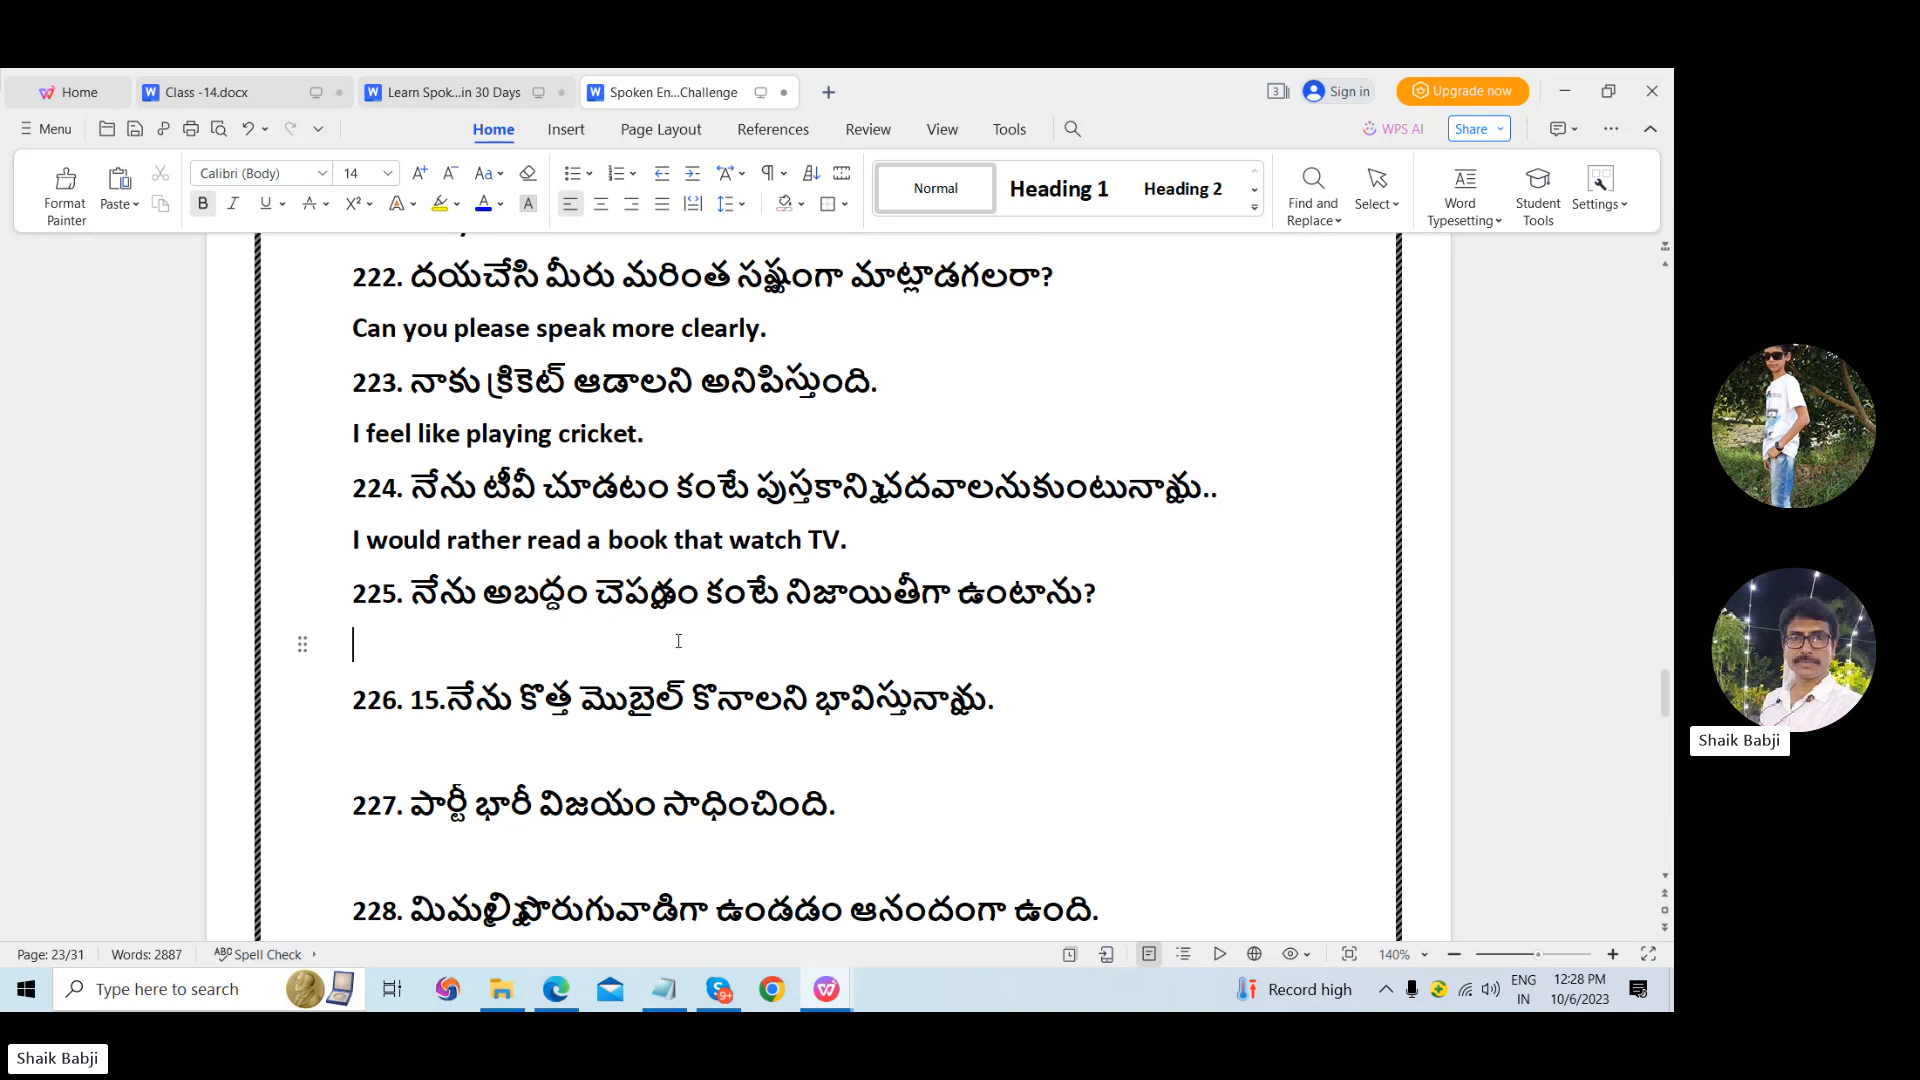 Home
Class -14.docx
Learn Spok...in 30 Days
Spoken En...Challenge
Sign in
Upgrade now
Menu
Home
Insert
Page Layout
References
Review
View
Tools
WPS AI
Share
Format Painter
Paste
Calibri (Body)
14
Normal
Heading 1
Heading 2
Find and Replace
Select
Word Typesetting
Student Tools
Settings
222. దయచేసి మీరు మరింత స్పష్టంగా మాట్లాడగలరా?
Can you please speak more clearly.
223. నాకు క్రికెట్ ఆడాలని అనిపిస్తుంది.
I feel like playing cricket.
224. నేను టీవీ చూడటం కంటే పుస్తకాన్ని చదవాలనుకుంటున్నాను..
I would rather read a book that watch TV.
225. నేను అబద్దం చెప్పడం కంటే నిజాయితీగా ఉంటాను?
226. 15.నేను కొత్త మొబైల్ కొనాలని భావిస్తున్నాను.
227. పార్టీ భారీ విజయం సాధించింది.
228. మిమ్మల్ని పొరుగువాడిగా ఉండడం ఆనందంగా ఉంది.
Page: 23/31
Words: 2887
Spell Check
140%
Type here to search
Record high
ENG
IN
12:28 PM
10/6/2023
Shaik Babji
Shaik Babji